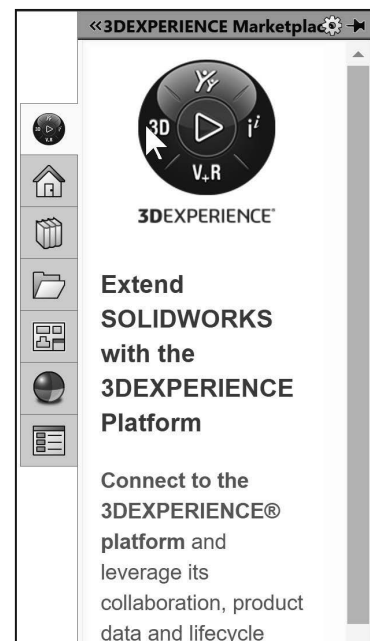 «3DEXPERIENCE Marketplac
3D
i i
V+R
3DEXPERIENCE®
Extend
SOLIDWORKS
with the
3DEXPERIENCE
Platform
Connect to the
3DEXPERIENCE®
platform and
leverage its
collaboration, product
data and lifecycle